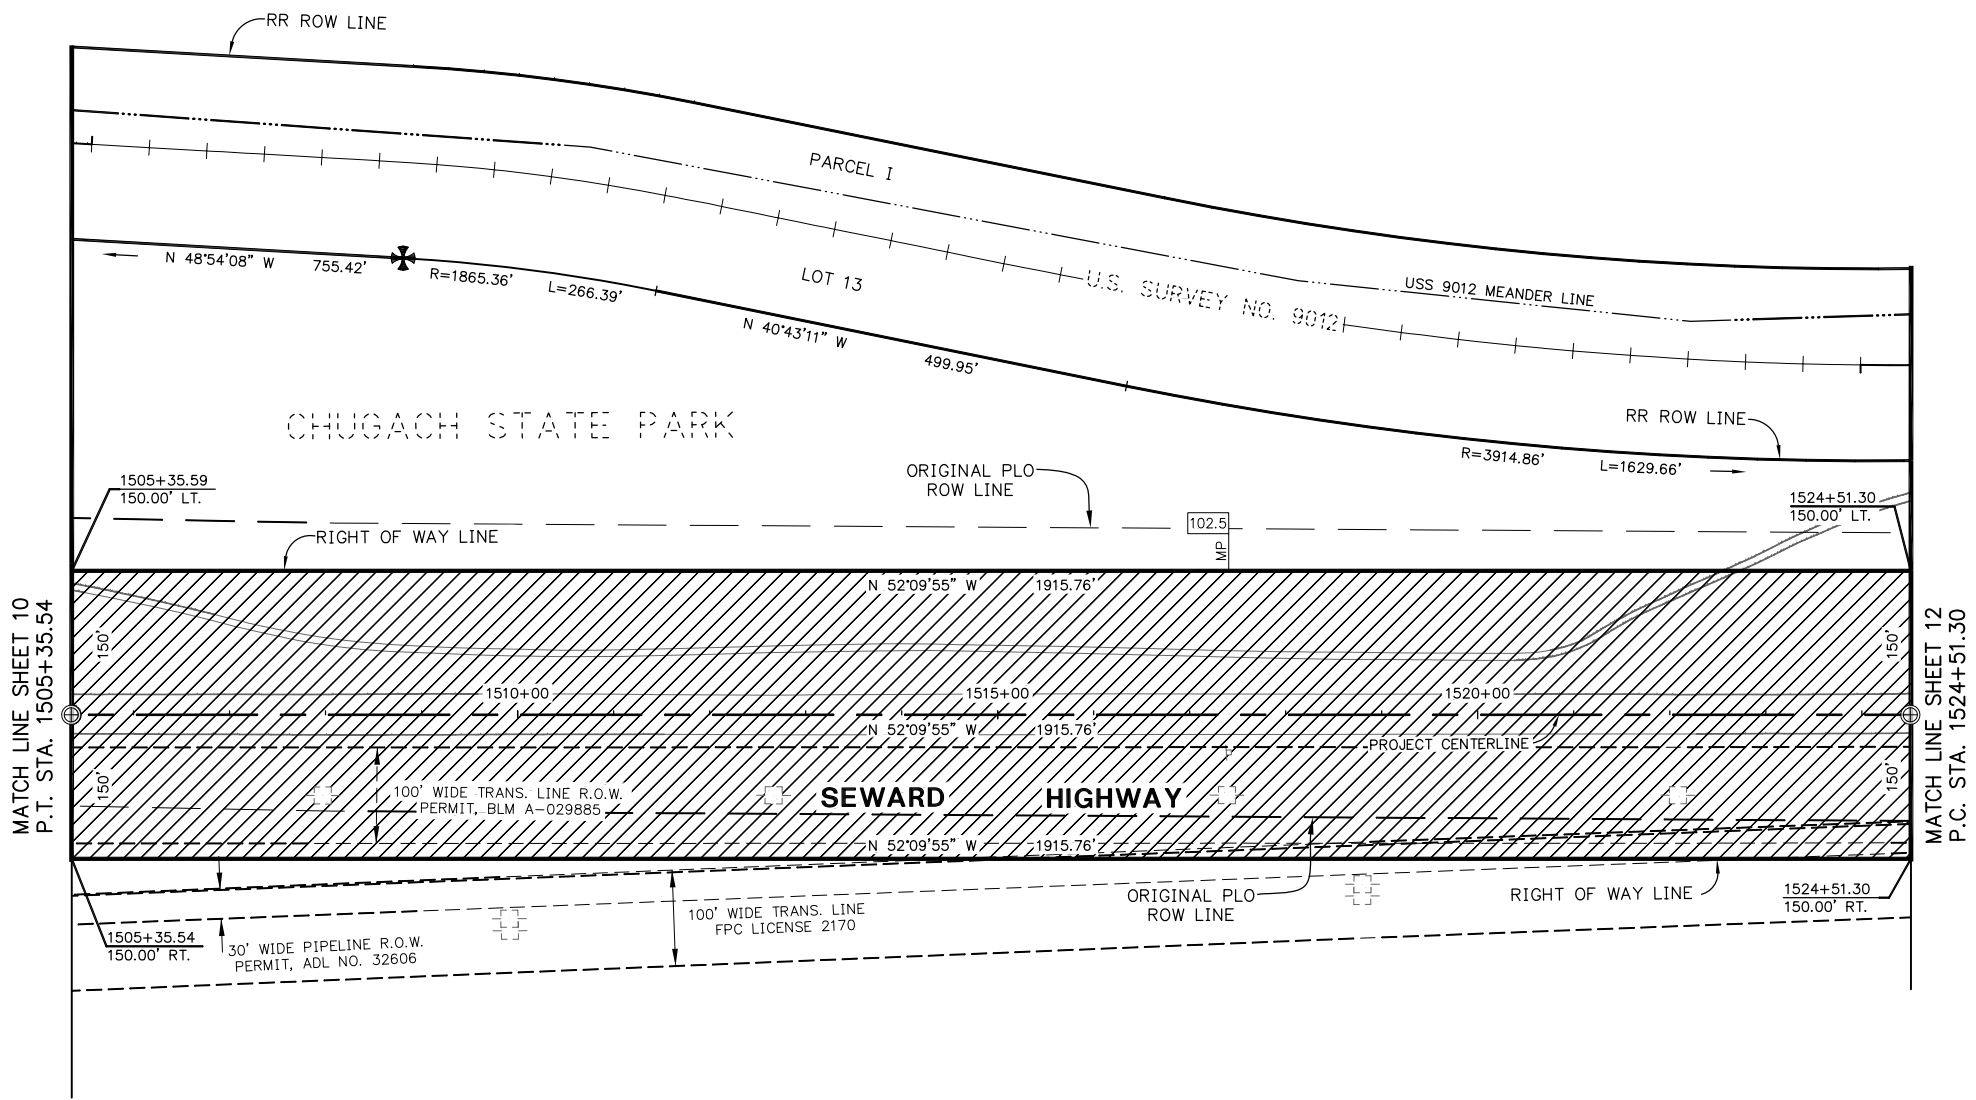 RR ROW LINE
PARCEL I
N 48°54'08" W 755.42'
R=1865.36' L=266.39'
LOT 13
U.S. SURVEY NO. 9012
USS 9012 MEANDER LINE
N 40°43'11" W 499.95'
CHUGACH STATE PARK
RR ROW LINE
R=3914.86' L=1629.66'
1505+35.59
150.00' LT.
ORIGINAL PLO
ROW LINE
1524+51.30
150.00' LT.
102.5
MP
RIGHT OF WAY LINE
N 52°09'55" W 1915.76'
MATCH LINE SHEET 10
P.T. STA. 1505+35.54
150'
150'
MATCH LINE SHEET 12
P.C. STA. 1524+51.30
1510+00 1515+00 1520+00
N 52°09'55" W 1915.76'
PROJECT CENTERLINE
150'
150'
100' WIDE TRANS. LINE R.O.W.
PERMIT, BLM A-029885
SEWARD HIGHWAY
N 52°09'55" W 1915.76'
ORIGINAL PLO
ROW LINE
RIGHT OF WAY LINE
1524+51.30
150.00' RT.
100' WIDE TRANS. LINE
FPC LICENSE 2170
1505+35.54
150.00' RT.
30' WIDE PIPELINE R.O.W.
PERMIT, ADL NO. 32606